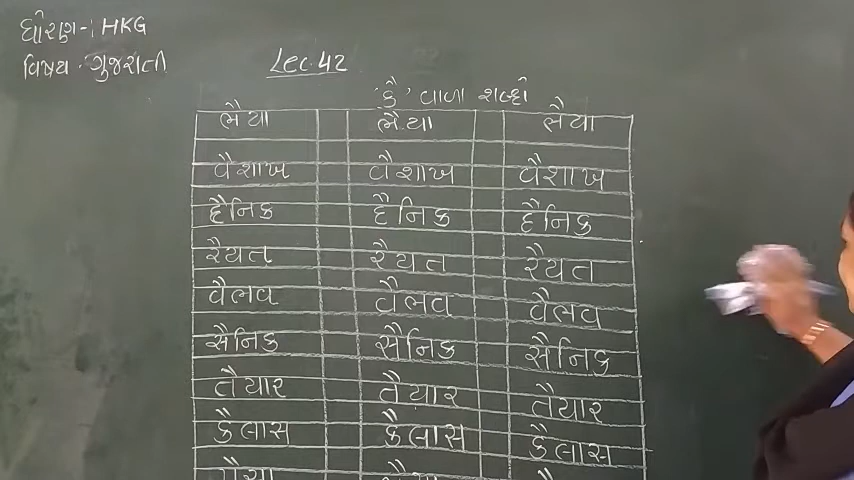 ધોરણ-: HKG
વિષય - ગુજરાતી
Lec. 42
'કૈ' વાળા શબ્દો
ભૈયા ભૈયા ભૈયા
વૈશાખ વૈશાખ વૈશાખ
દૈનિક દૈનિક દૈનિક
રૈયત રૈયત રૈયત
વૈભવ વૈભવ વૈભવ
સૈનિક સૈનિક સૈનિક
તૈયાર તૈયાર તૈયાર
કૈલાસ કૈલાસ કૈલાસ